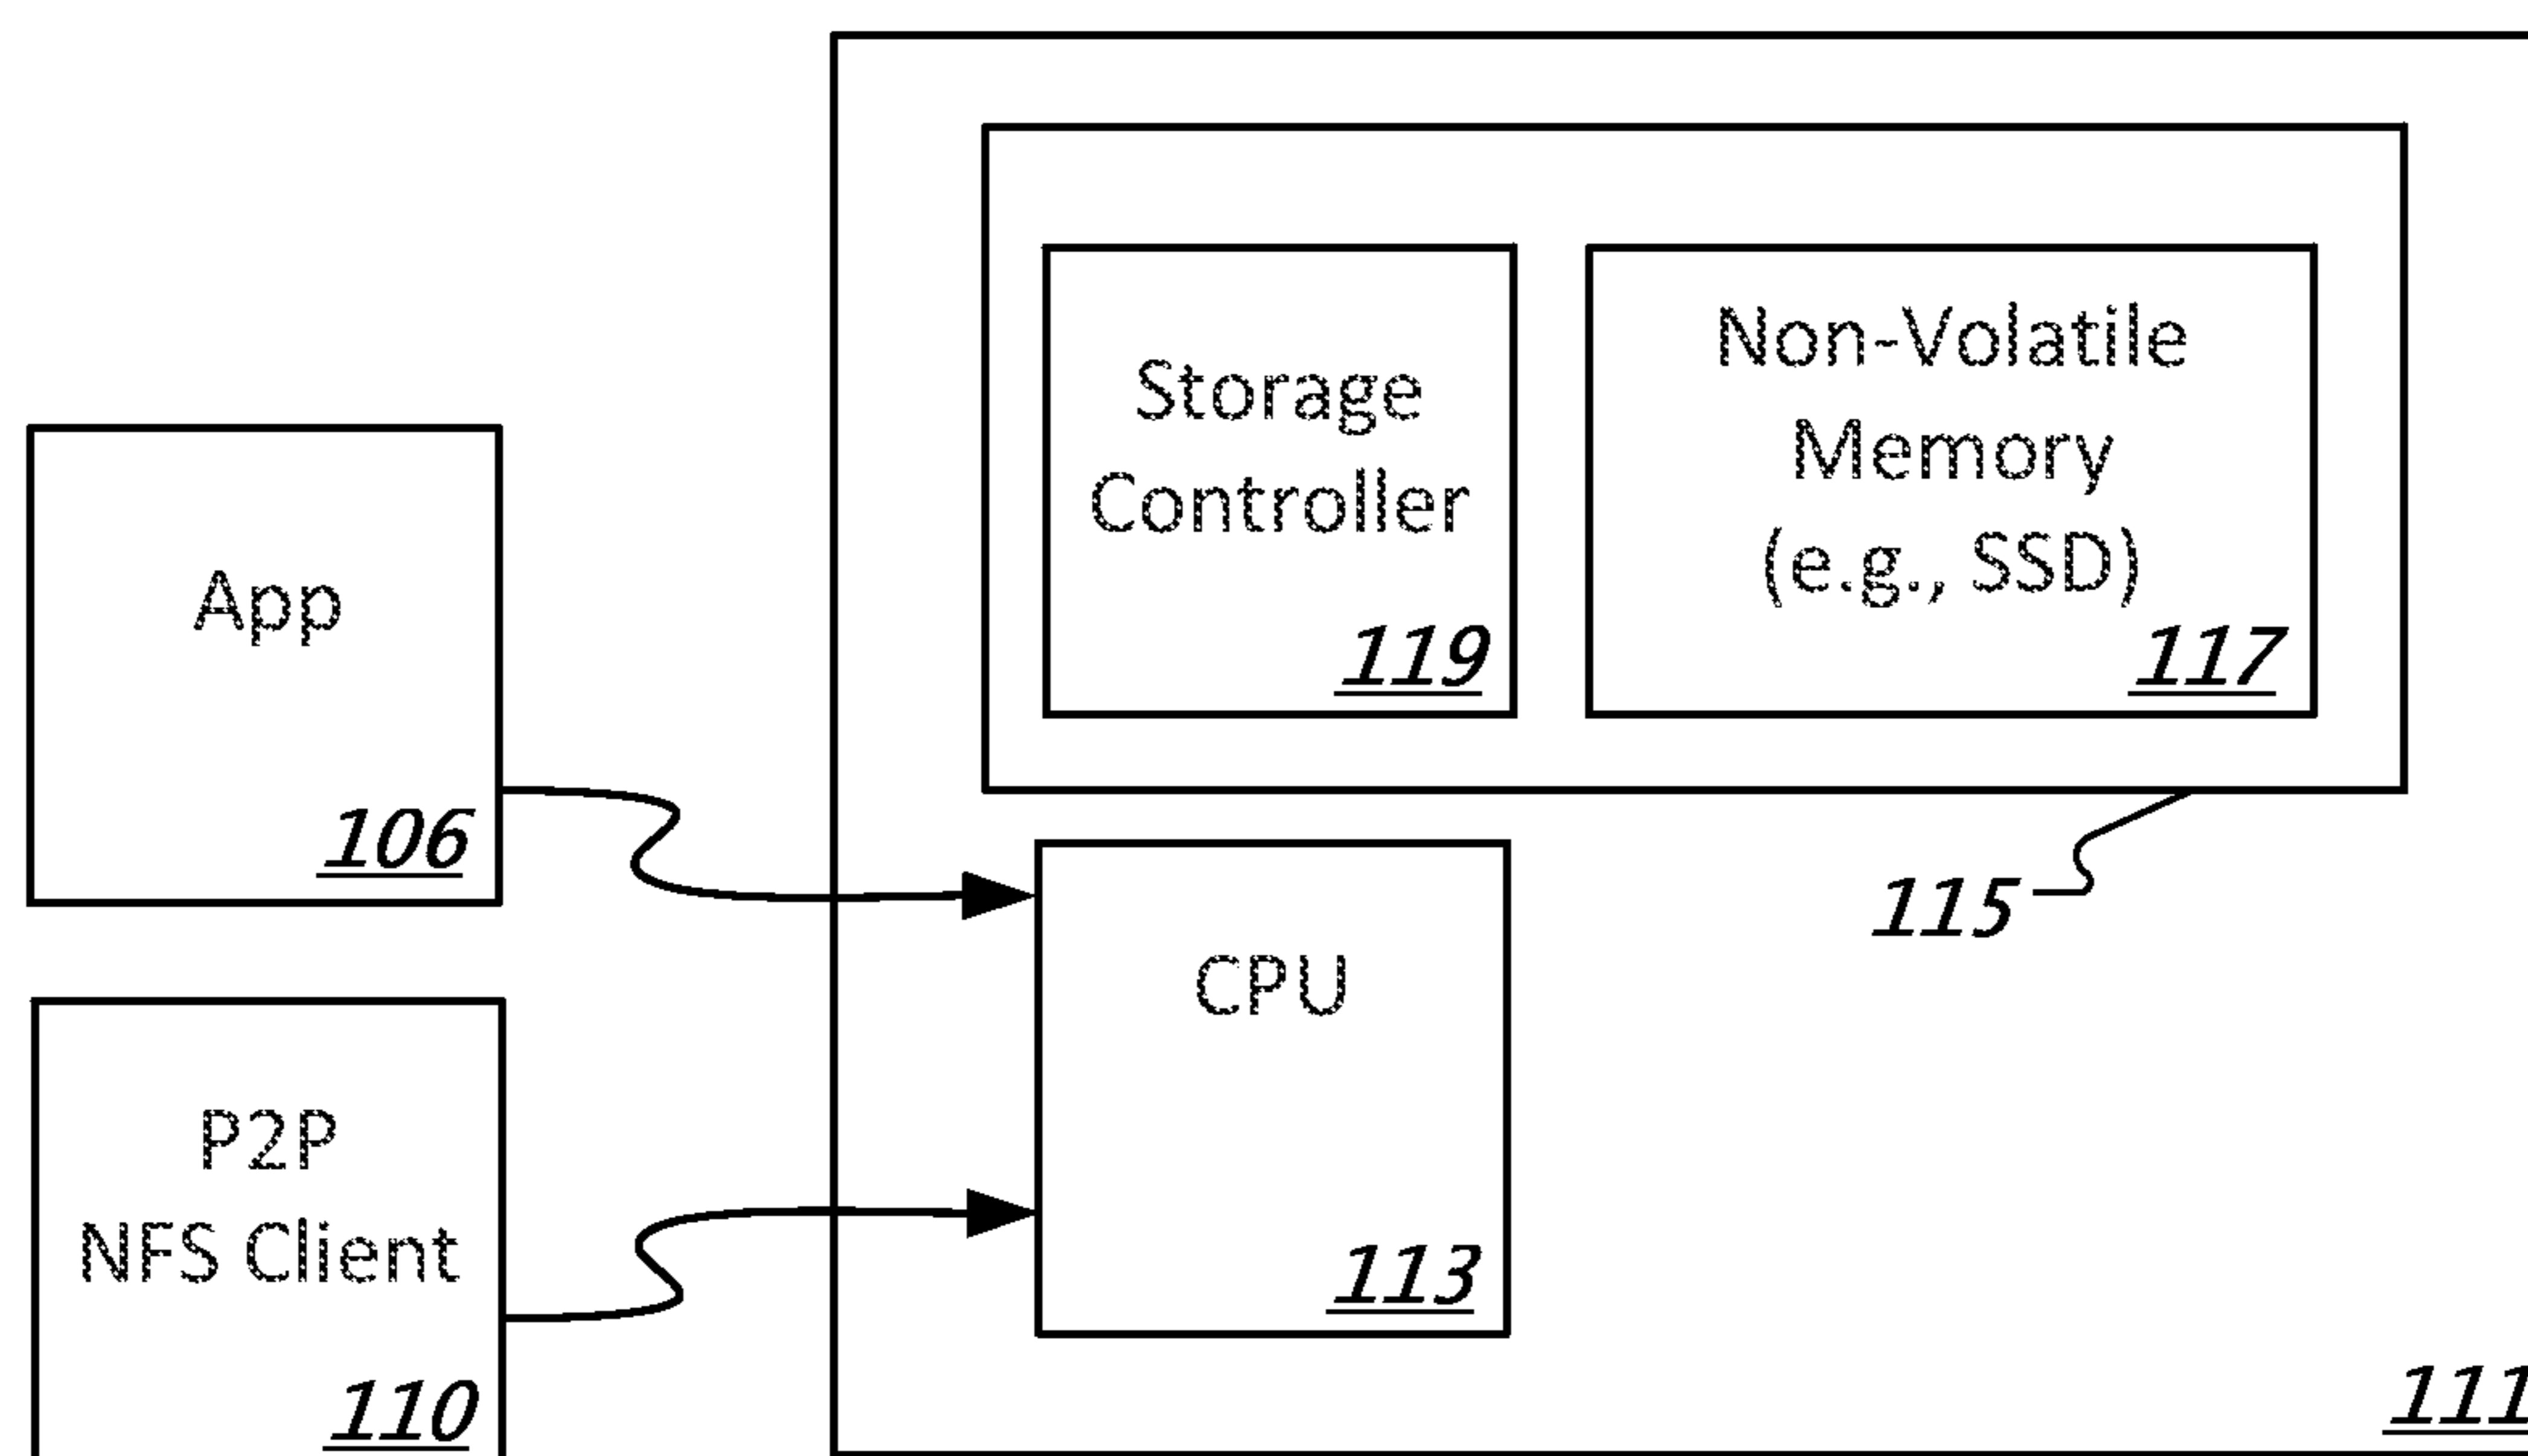 Storage
Controller
119
Non-Volatile
Memory
(e.g., SSD)
117
App
106
115
CPU
113
P2P
NFS Client
110
111